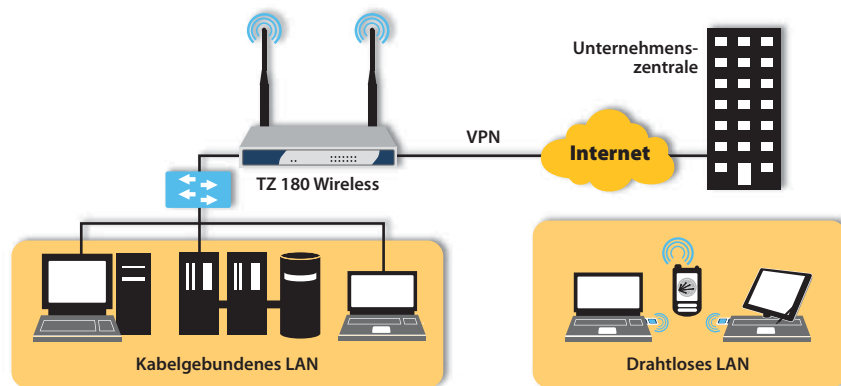 Unternehmens-
zentrale
VPN
Internet
TZ 180 Wireless
Kabelgebundenes LAN
Drahtloses LAN